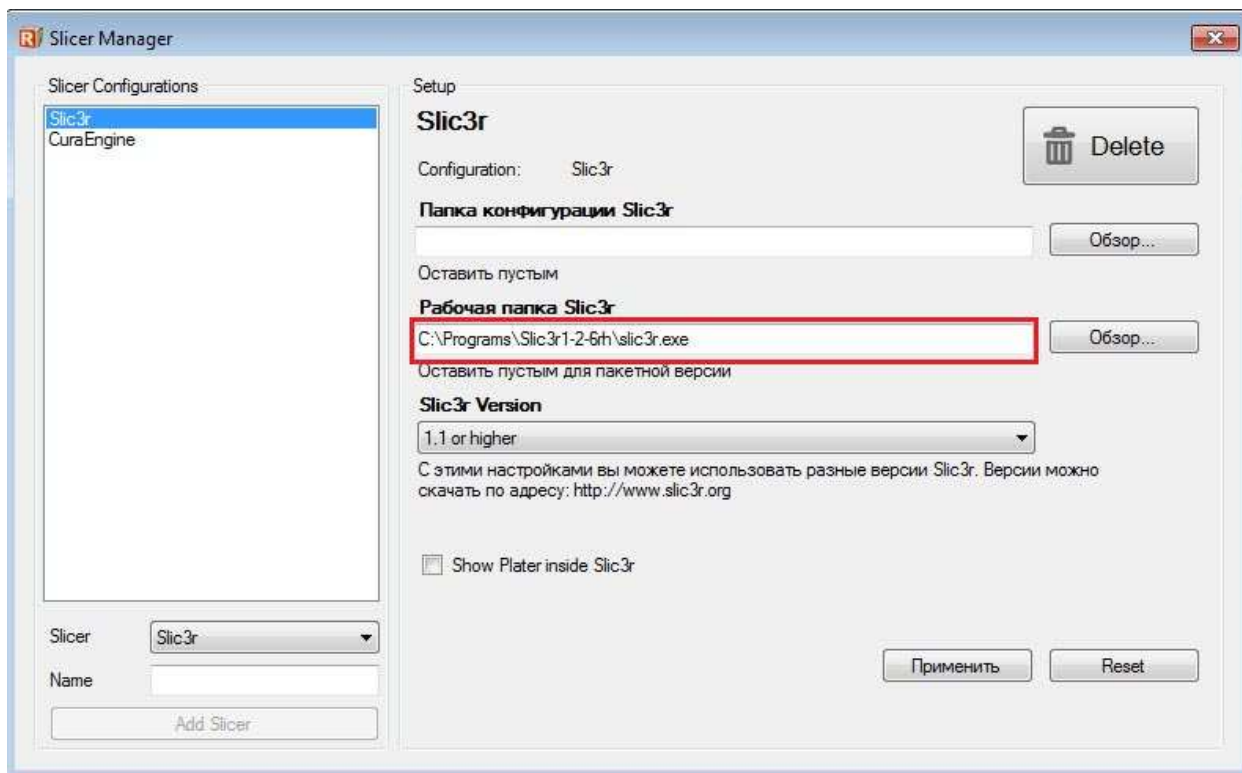 Slicer Manager
Slicer Configurations
Slic3r
CuraEngine
Slicer
Slic3r
Name
Add Slicer
Setup
Slic3r
Delete
Configuration: Slic3r
Папка конфигурации Slic3r
Обзор...
Оставить пустым
Рабочая папка Slic3r
C:\Programs\Slic3r1-2-6rh\slic3r.exe
Обзор...
Оставить пустым для пакетной версии
Slic3r Version
1.1 or higher
С этими настройками вы можете использовать разные версии Slic3r. Версии можно
скачать по адресу: http://www.slic3r.org
Show Plater inside Slic3r
Применить
Reset